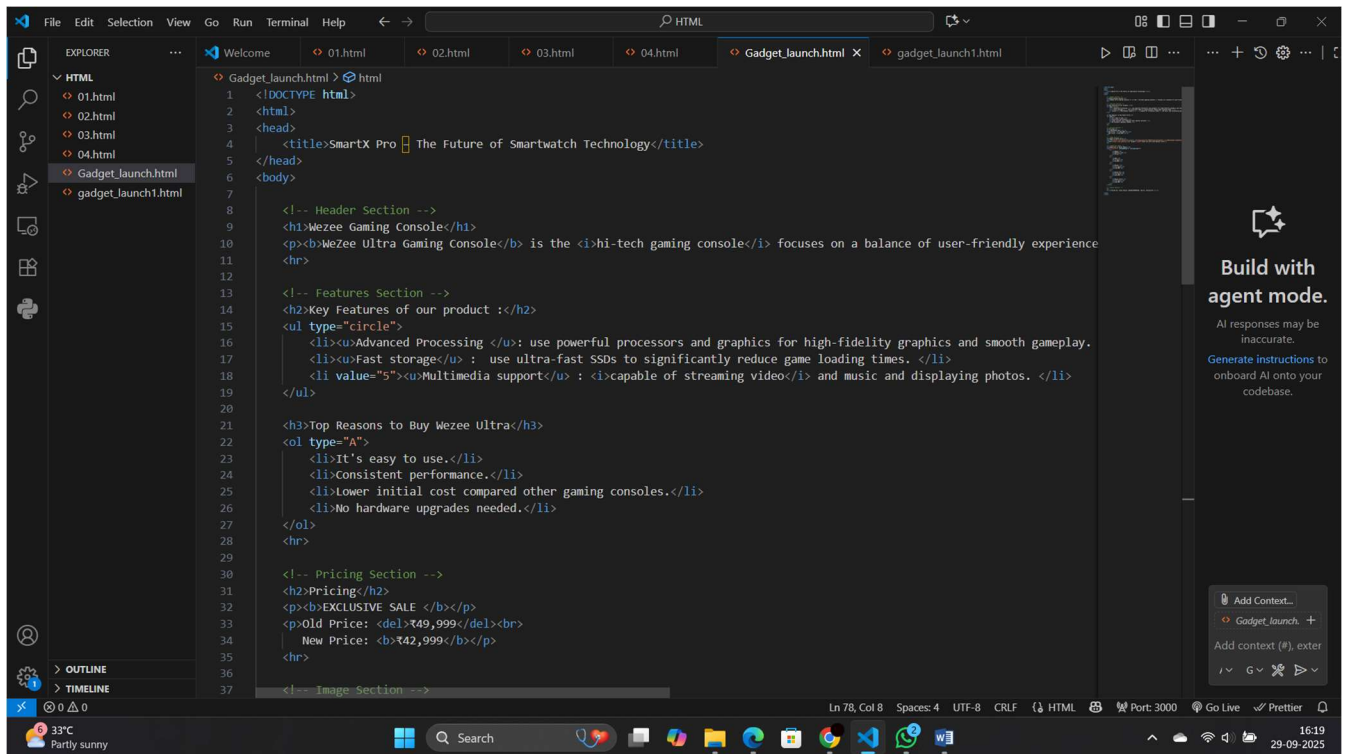 File Edit Selection View Go Run Terminal Help
HTML
EXPLORER
HTML
01.html
02.html
03.html
04.html
Gadget_launch.html
gadget_launch1.html
OUTLINE
TIMELINE
Welcome 01.html 02.html 03.html 04.html Gadget_launch.html gadget_launch1.html
Gadget_launch.html > html
1 <!DOCTYPE html>
2 <html>
3 <head>
4 <title>SmartX Pro – The Future of Smartwatch Technology</title>
5 </head>
6 <body>
7
8 <!-- Header Section -->
9 <h1>Wezee Gaming Console</h1>
10 <p><b>WeZee Ultra Gaming Console</b> is the <i>hi-tech gaming console</i> focuses on a balance of user-friendly experience
11 <hr>
12
13 <!-- Features Section -->
14 <h2>Key Features of our product :</h2>
15 <ul type="circle">
16 <li><u>Advanced Processing </u>: use powerful processors and graphics for high-fidelity graphics and smooth gameplay.
17 <li><u>Fast storage</u> :  use ultra-fast SSDs to significantly reduce game loading times. </li>
18 <li value="5"><u>Multimedia support</u> : <i>capable of streaming video</i> and music and displaying photos. </li>
19 </ul>
20
21 <h3>Top Reasons to Buy Wezee Ultra</h3>
22 <ol type="A">
23 <li>It's easy to use.</li>
24 <li>Consistent performance.</li>
25 <li>Lower initial cost compared other gaming consoles.</li>
26 <li>No hardware upgrades needed.</li>
27 </ol>
28 <hr>
29
30 <!-- Pricing Section -->
31 <h2>Pricing</h2>
32 <p><b>EXCLUSIVE SALE </b></p>
33 <p>Old Price: <del>₹49,999</del><br>
34 New Price: <b>₹42,999</b></p>
35 <hr>
36
37 <!-- Image Section -->
Build with
agent mode.
AI responses may be
inaccurate.
Generate instructions to
onboard AI onto your
codebase.
Add Context...
Gadget_launch. +
Add context (#), exter
G
1
0 0
Ln 78, Col 8 Spaces: 4 UTF-8 CRLF HTML Port: 3000 Go Live Prettier
6
33°C
Partly sunny
Search
2
16:19
29-09-2025